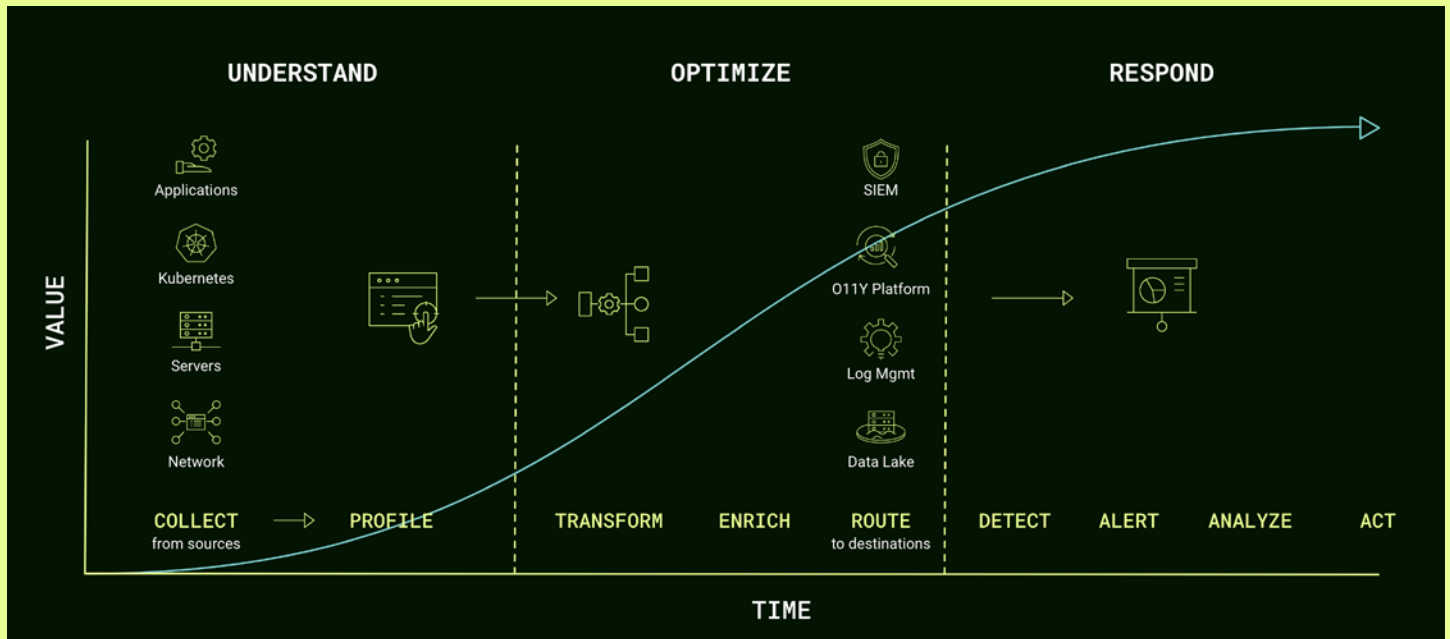 UNDERSTAND
OPTIMIZE
RESPOND
VALUE
Applications
Kubernetes
Servers
Network
SIEM
O11Y Platform
Log Mgmt
Data Lake
COLLECT
from sources
PROFILE
TRANSFORM
ENRICH
ROUTE
to destinations
DETECT
ALERT
ANALYZE
ACT
TIME